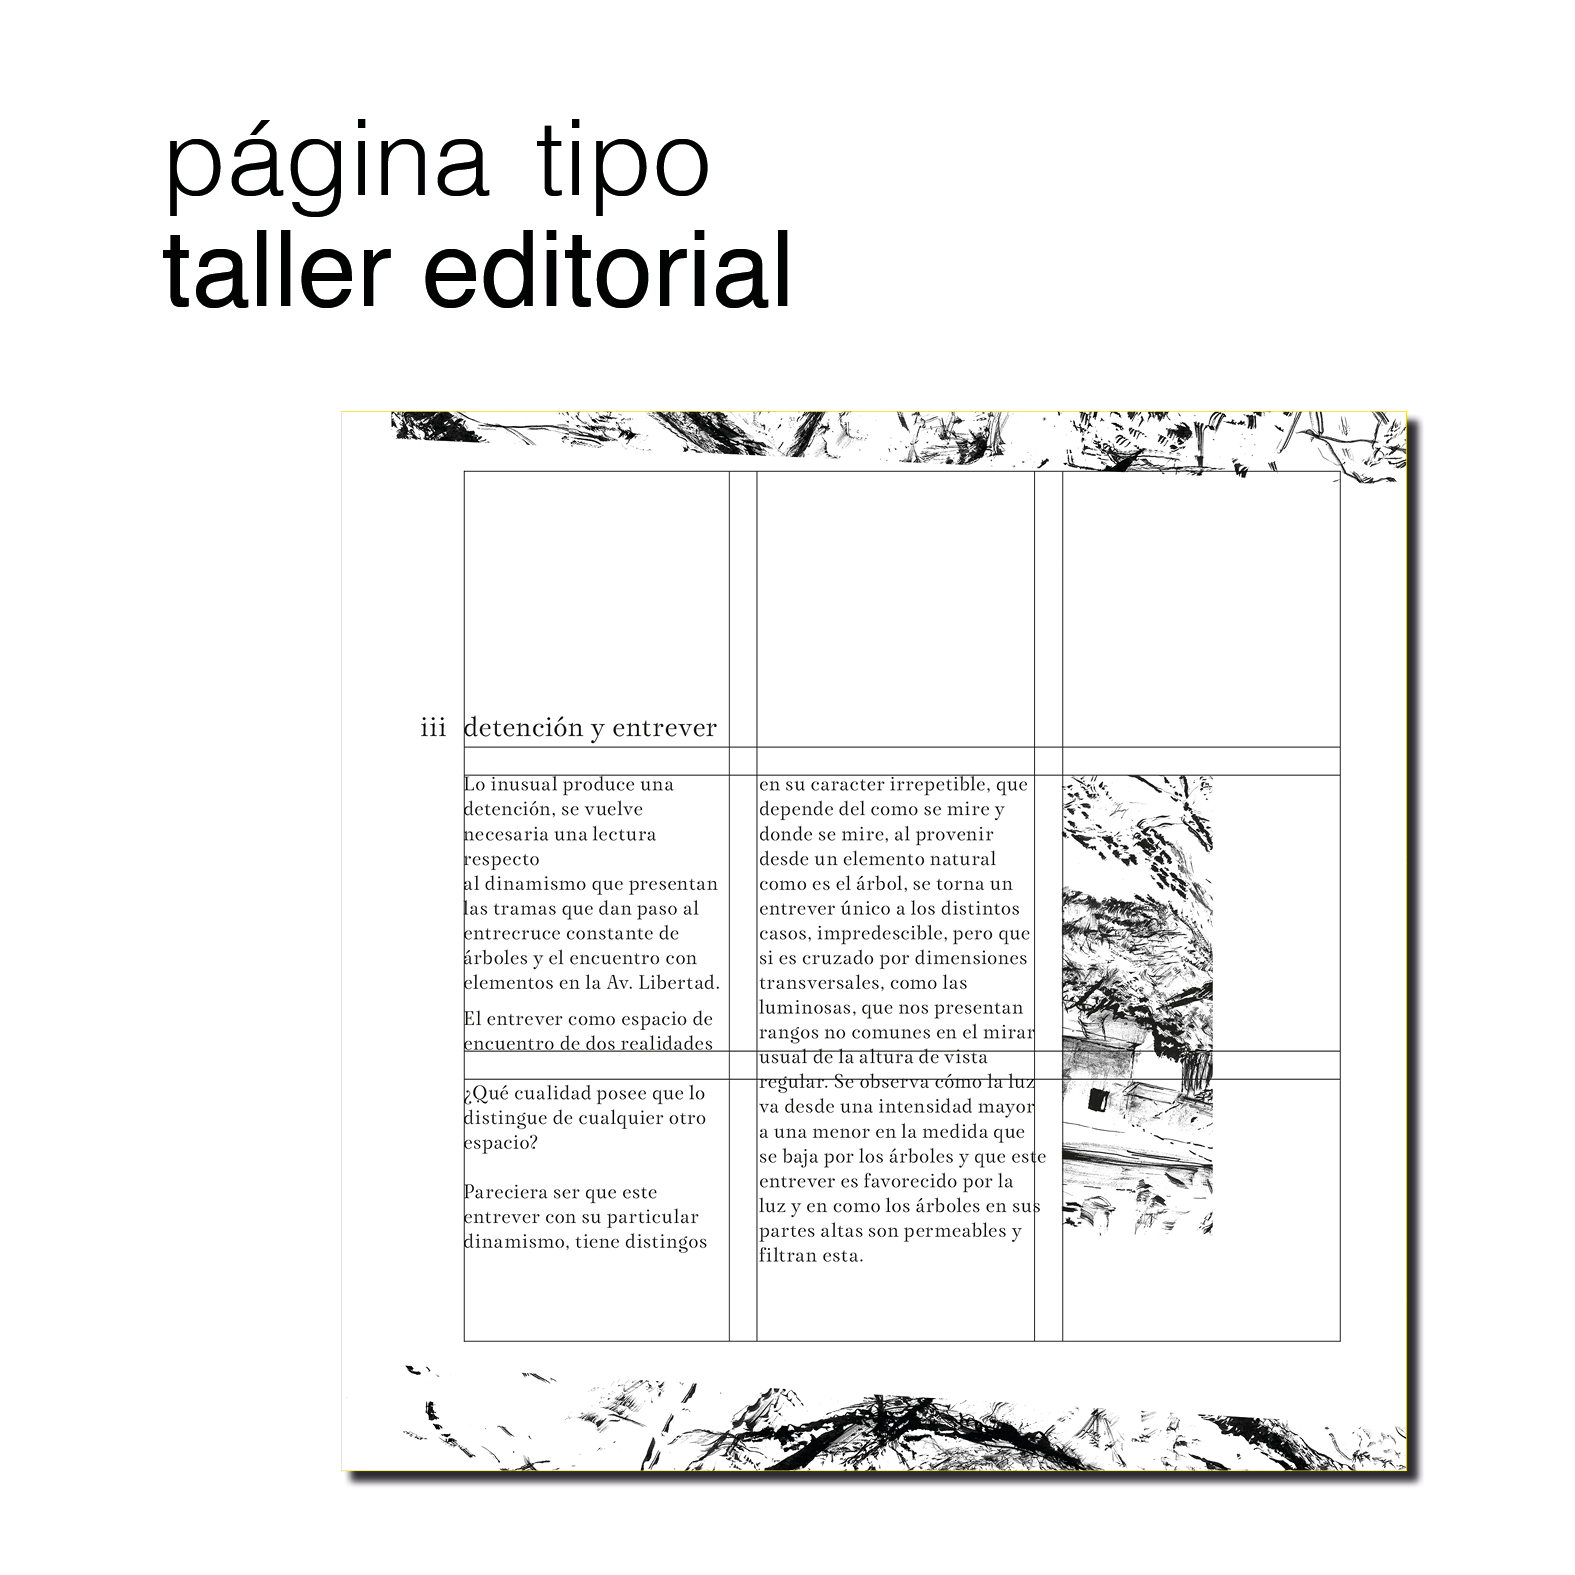 página tipo
taller editorial
iii detención y entrever
Lo inusual produce una
detención, se vuelve
necesaria una lectura
respecto
al dinamismo que presentan
las tramas que dan paso al
entrecruce constante de
árboles y el encuentro con
elementos en la Av. Libertad.
El entrever como espacio de
encuentro de dos realidades
¿Qué cualidad posee que lo
distingue de cualquier otro
espacio?
Pareciera ser que este
entrever con su particular
dinamismo, tiene distingos
en su caracter irrepetible, que
depende del como se mire y
donde se mire, al provenir
desde un elemento natural
como es el árbol, se torna un
entrever único a los distintos
casos, impredescible, pero que
si es cruzado por dimensiones
transversales, como las
luminosas, que nos presentan
rangos no comunes en el mirar
usual de la altura de vista
regular. Se observa cómo la luz
va desde una intensidad mayor
a una menor en la medida que
se baja por los árboles y que este
entrever es favorecido por la
luz y en como los árboles en sus
partes altas son permeables y
filtran esta.